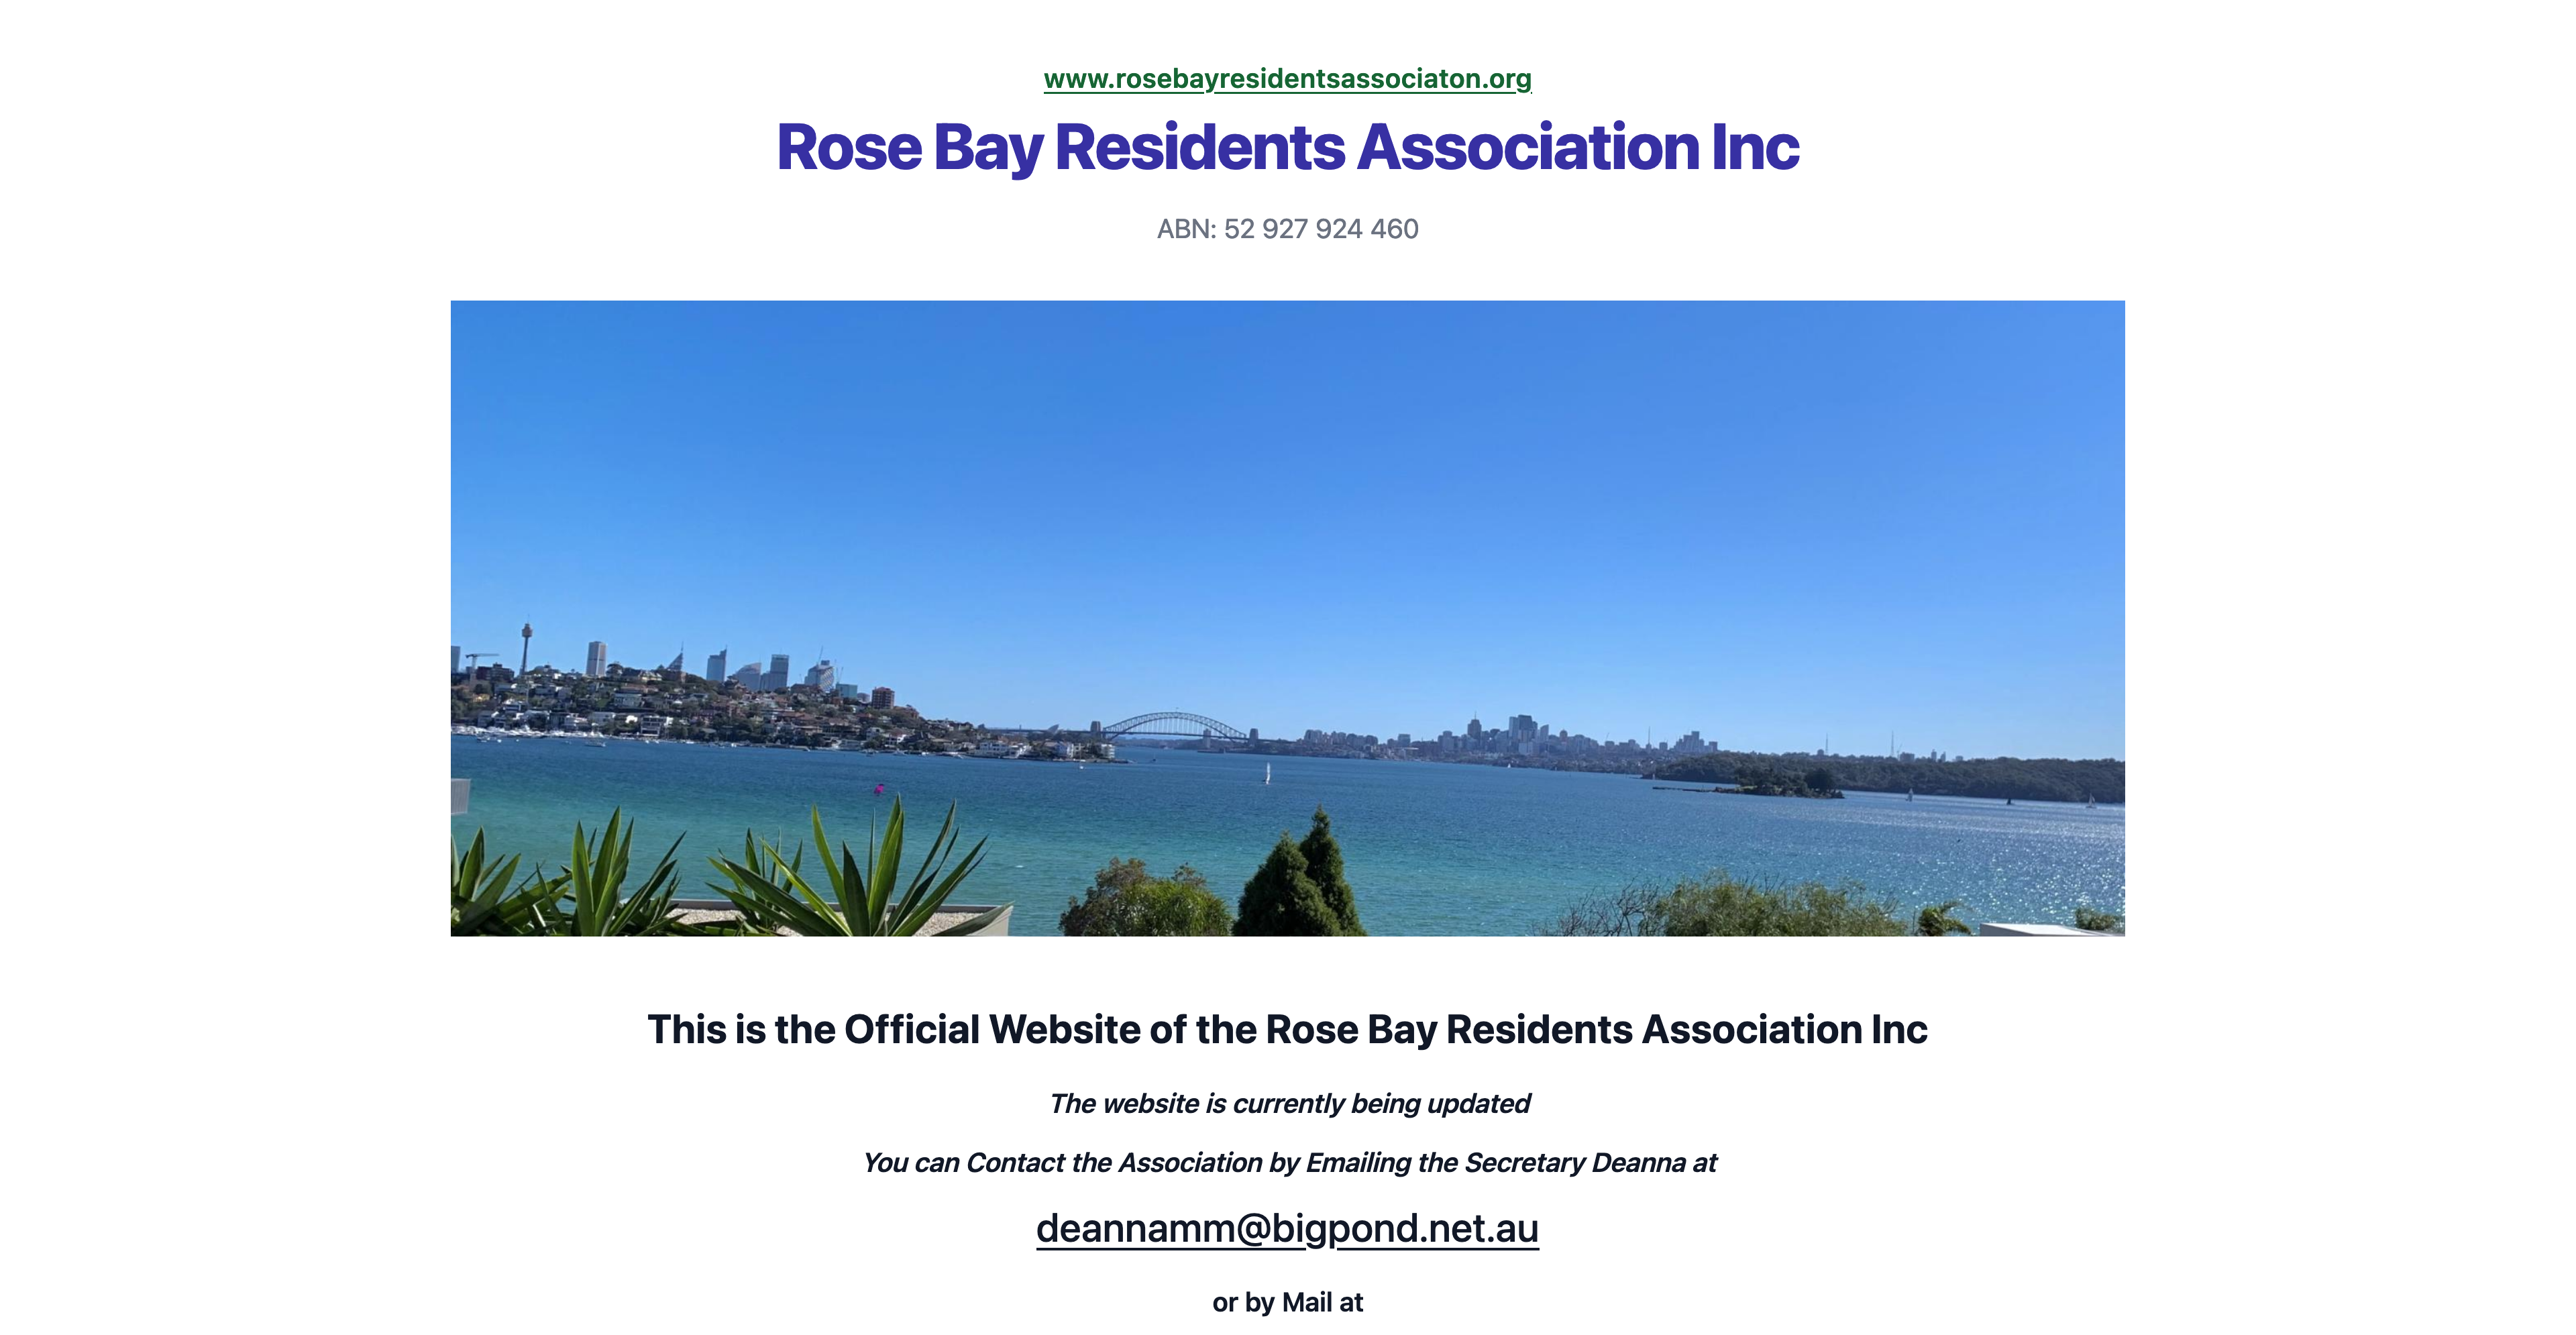 www.rosebayresidentsassociaton.org
Rose Bay Residents Association Inc
ABN: 52 927 924 460
This is the Official Website of the Rose Bay Residents Association Inc
The website is currently being updated
You can Contact the Association by Emailing the Secretary Deanna at
deannamm@bigpond.net.au
or by Mail at